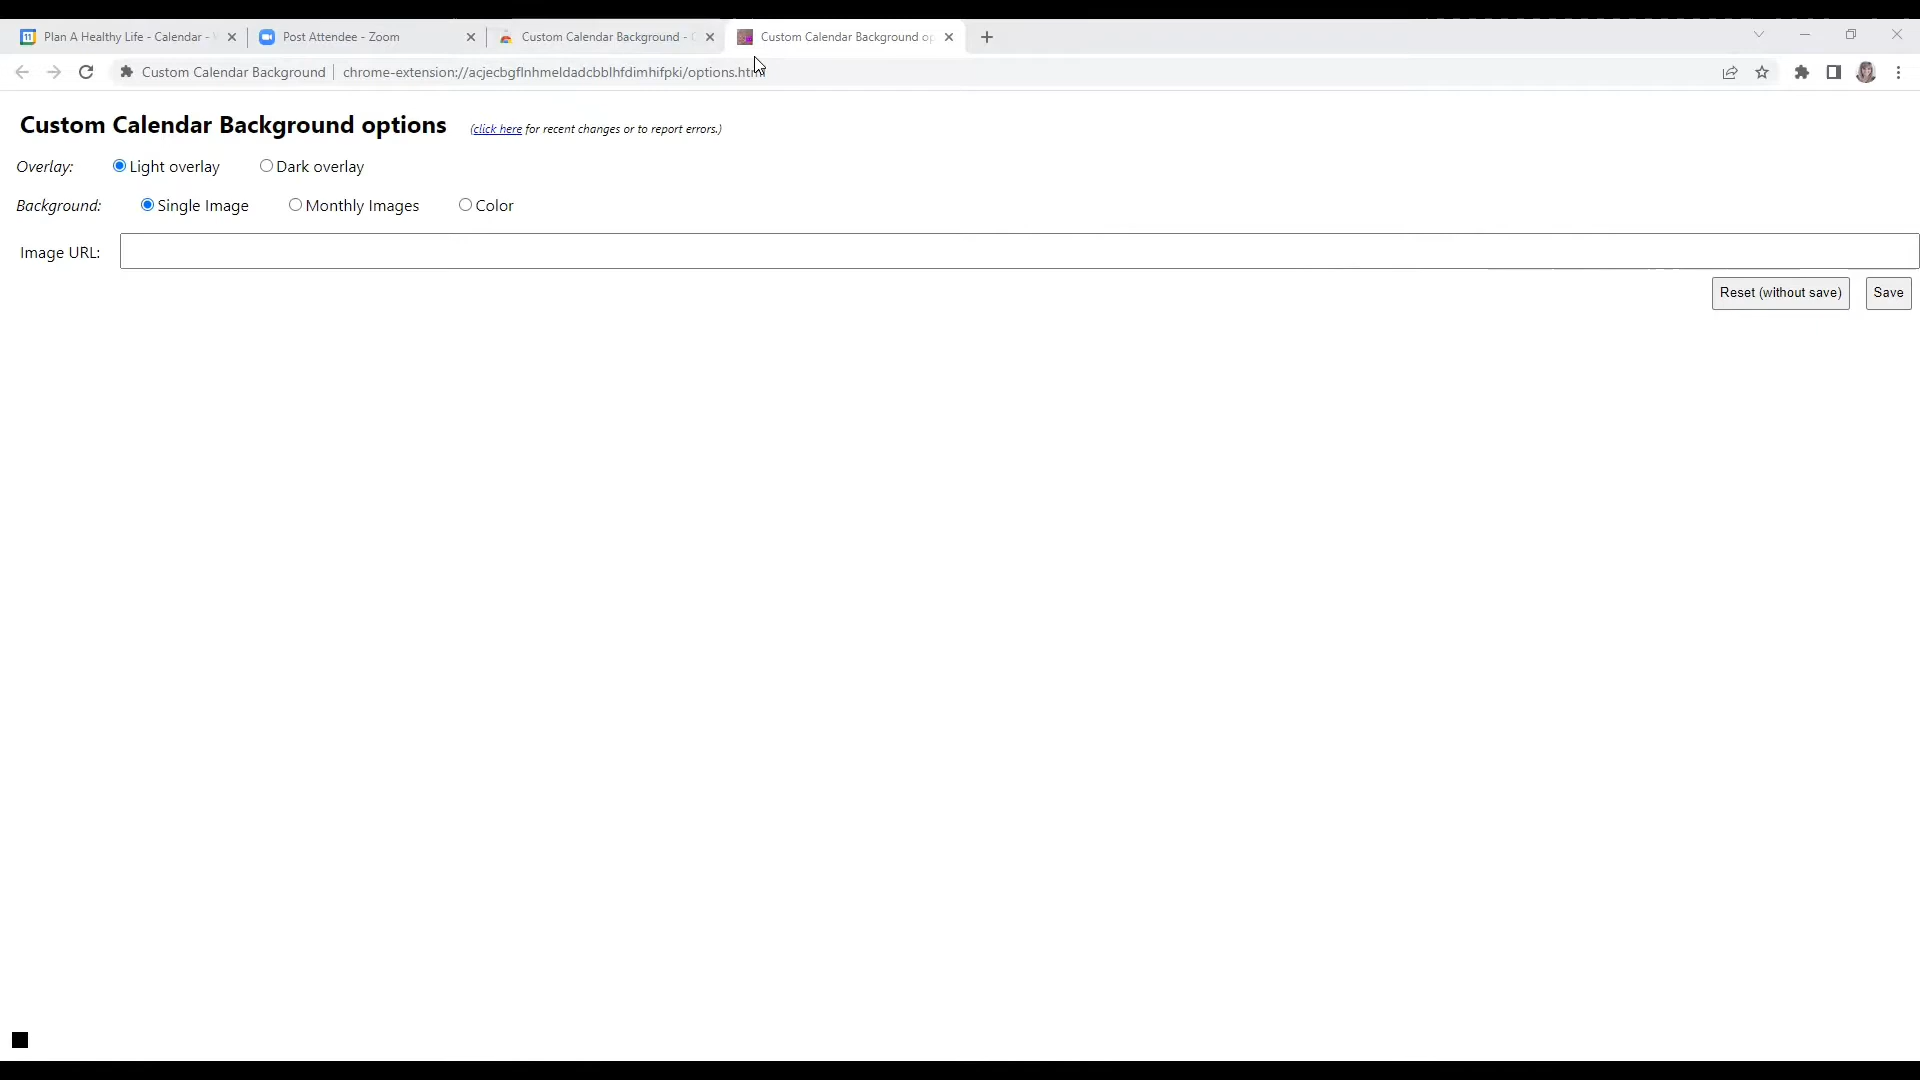 Plan A Healthy Life - Calendar -
Post Attendee - Zoom
Custom Calendar Background -
Custom Calendar Background op
Custom Calendar Background
chrome-extension://acjecbgflnhmeldadcbblhfdimhifpki/options.html
Custom Calendar Background options
(click here for recent changes or to report errors.)
Overlay: Light overlay Dark overlay
Background: Single Image Monthly Images Color
Image URL:
Reset (without save) Save